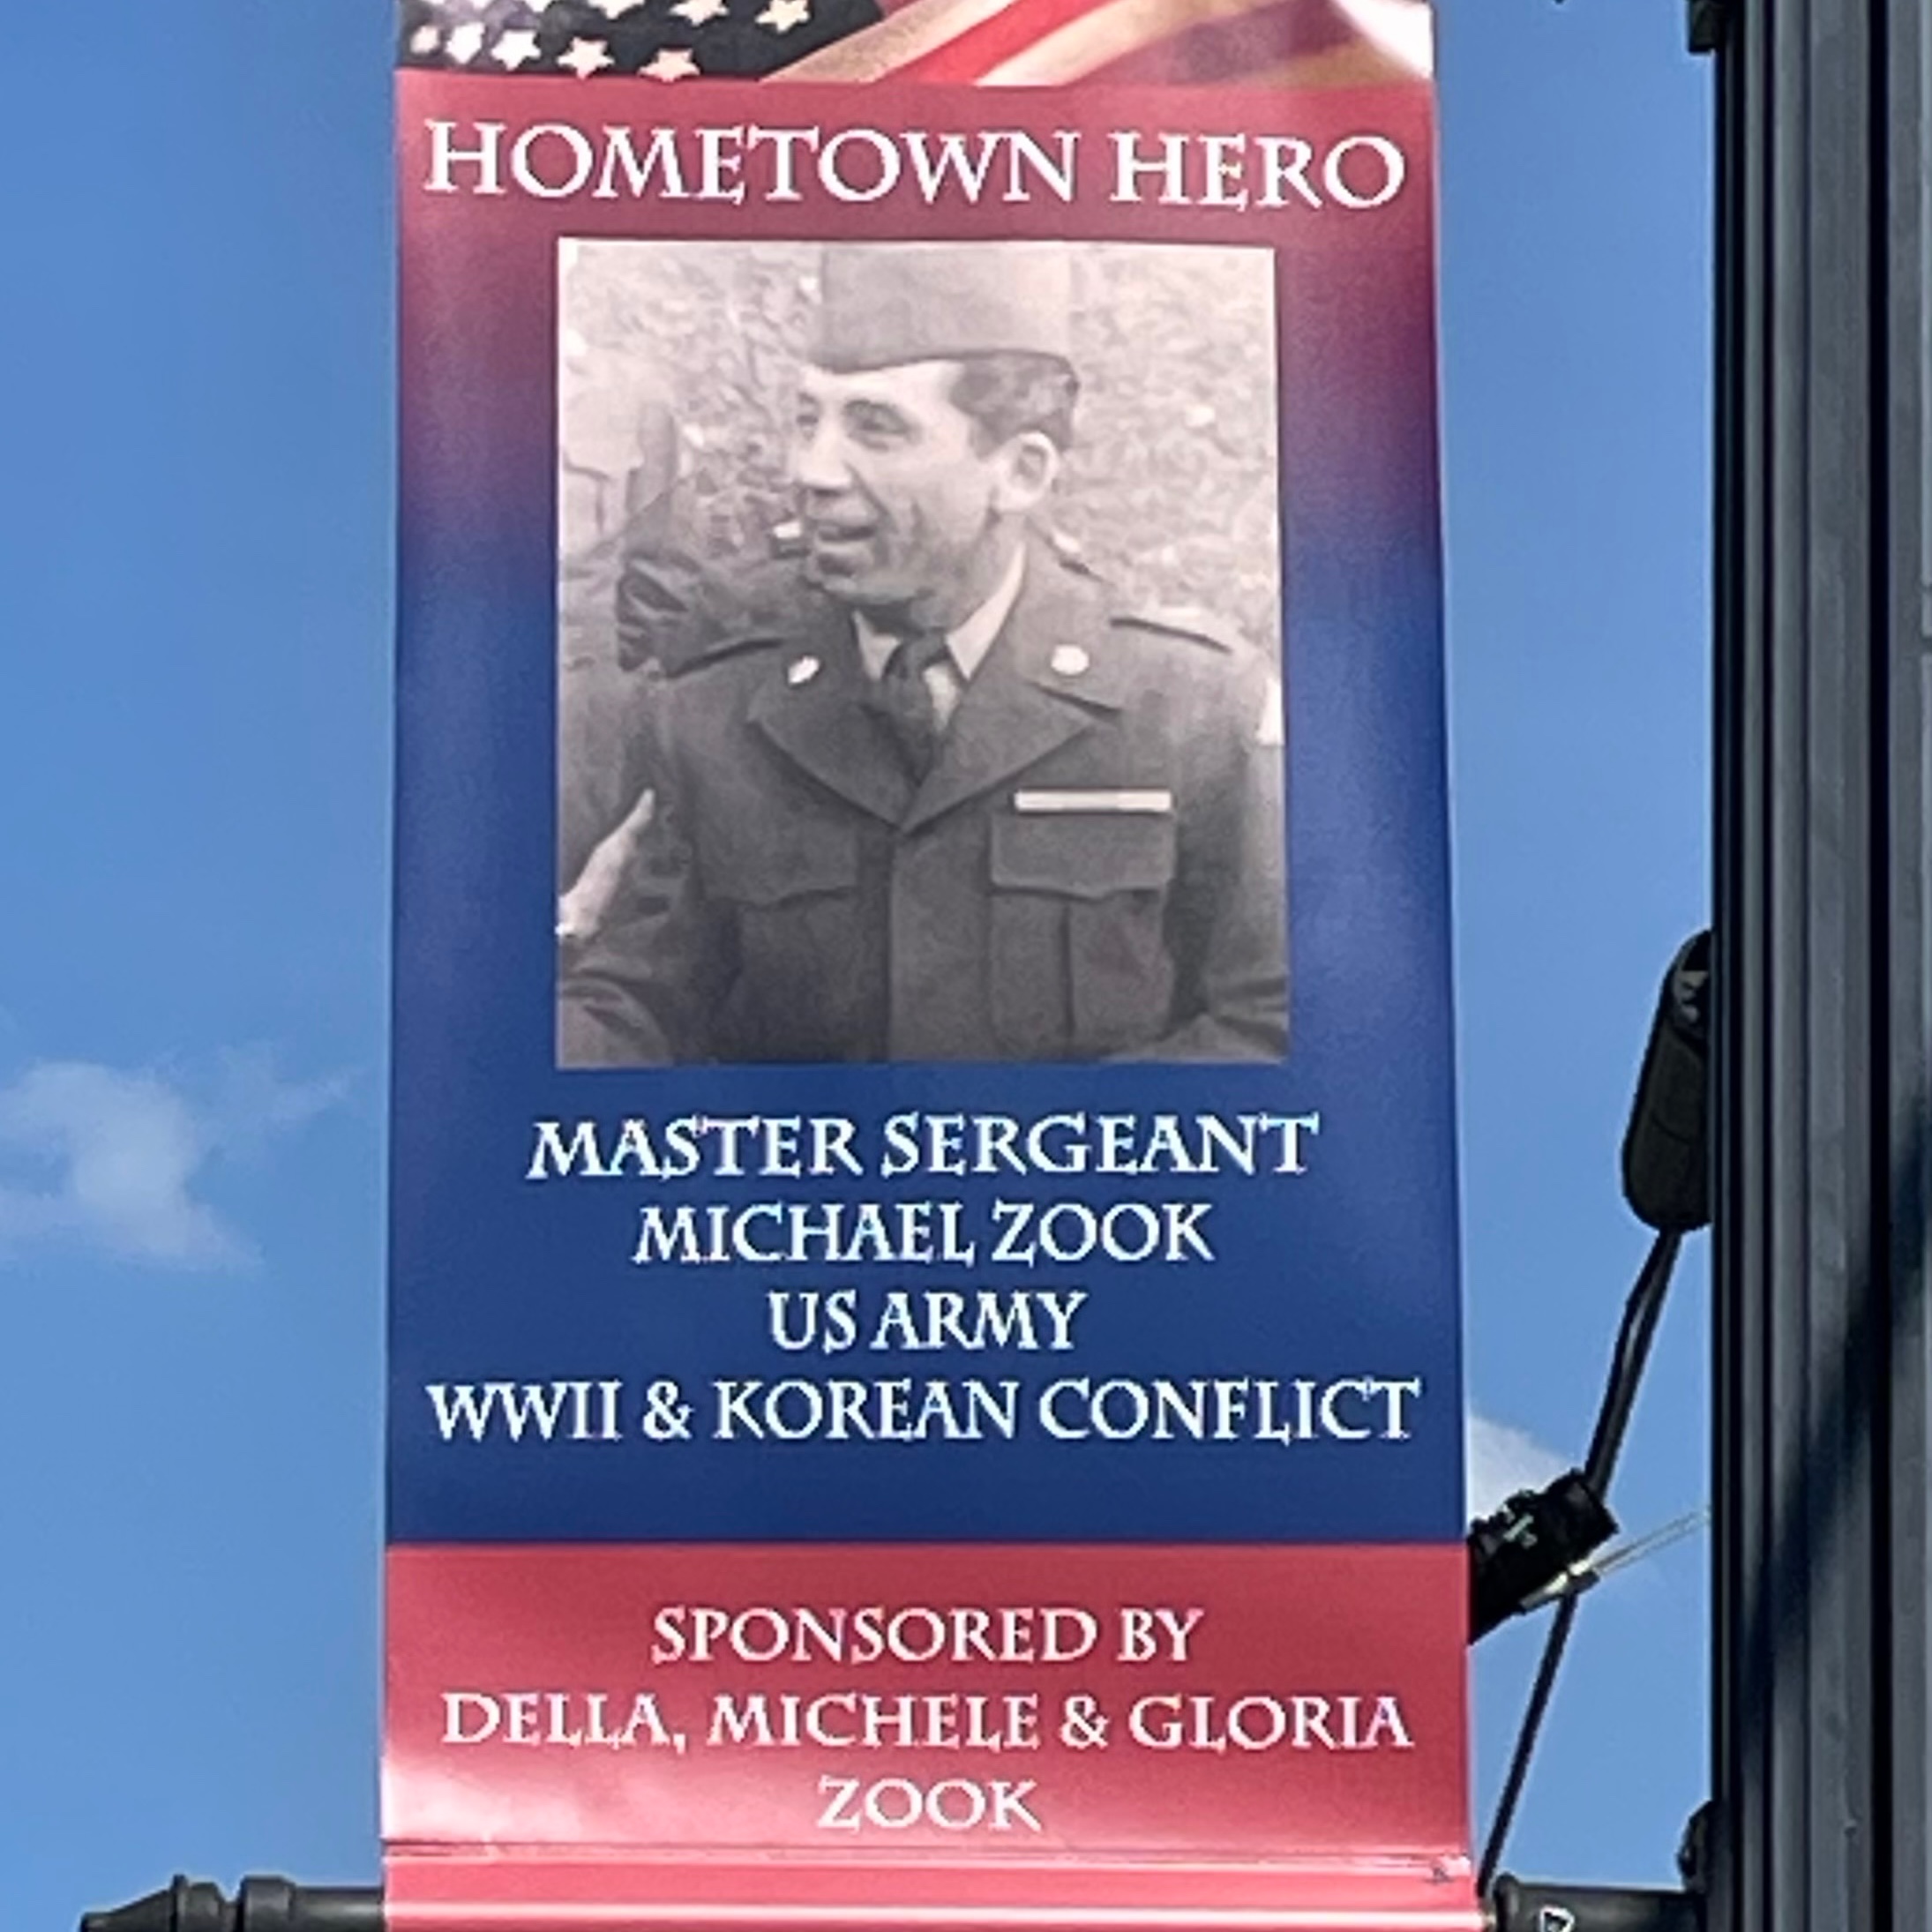 HOMETOWN HERO
MASTER SERGEANT
MICHAEL ZOOK
US ARMY
WWII & KOREAN CONFLICT
SPONSORED BY
DELLA, MICHELE & GLORIA
ZOOK